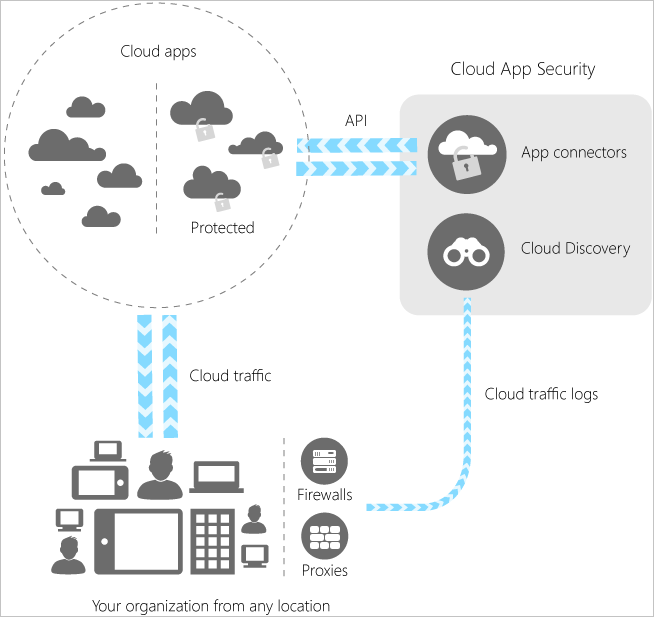 Cloud apps
Cloud App Security
API
App connectors
Protected
Cloud Discovery
Cloud traffic
Cloud traffic logs
Firewalls
Proxies
Your organization from any location